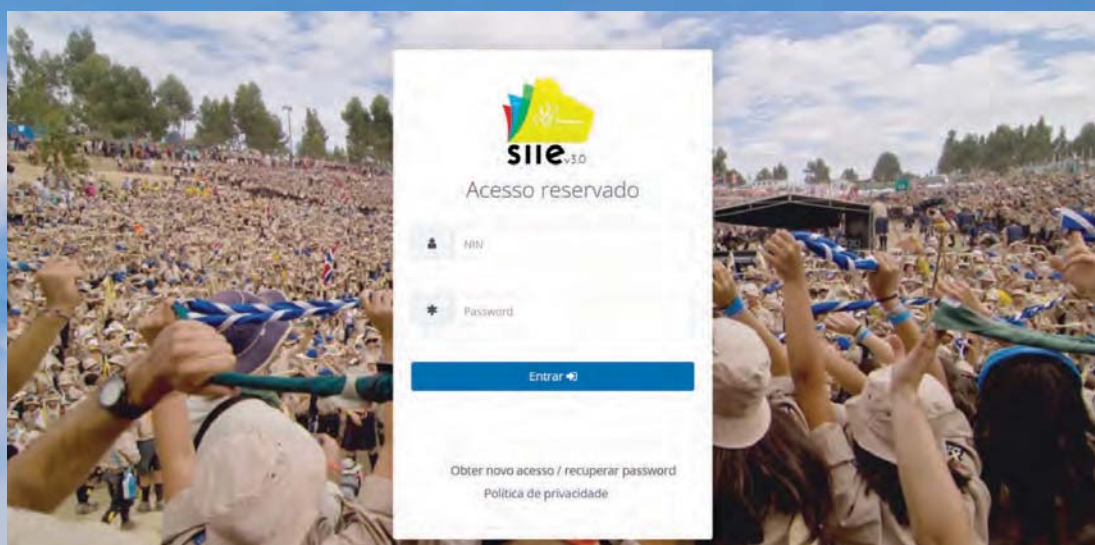 siie v3.0
Acesso reservado
NIN
Password
Entrar
Obter novo acesso / recuperar password
Política de privacidade